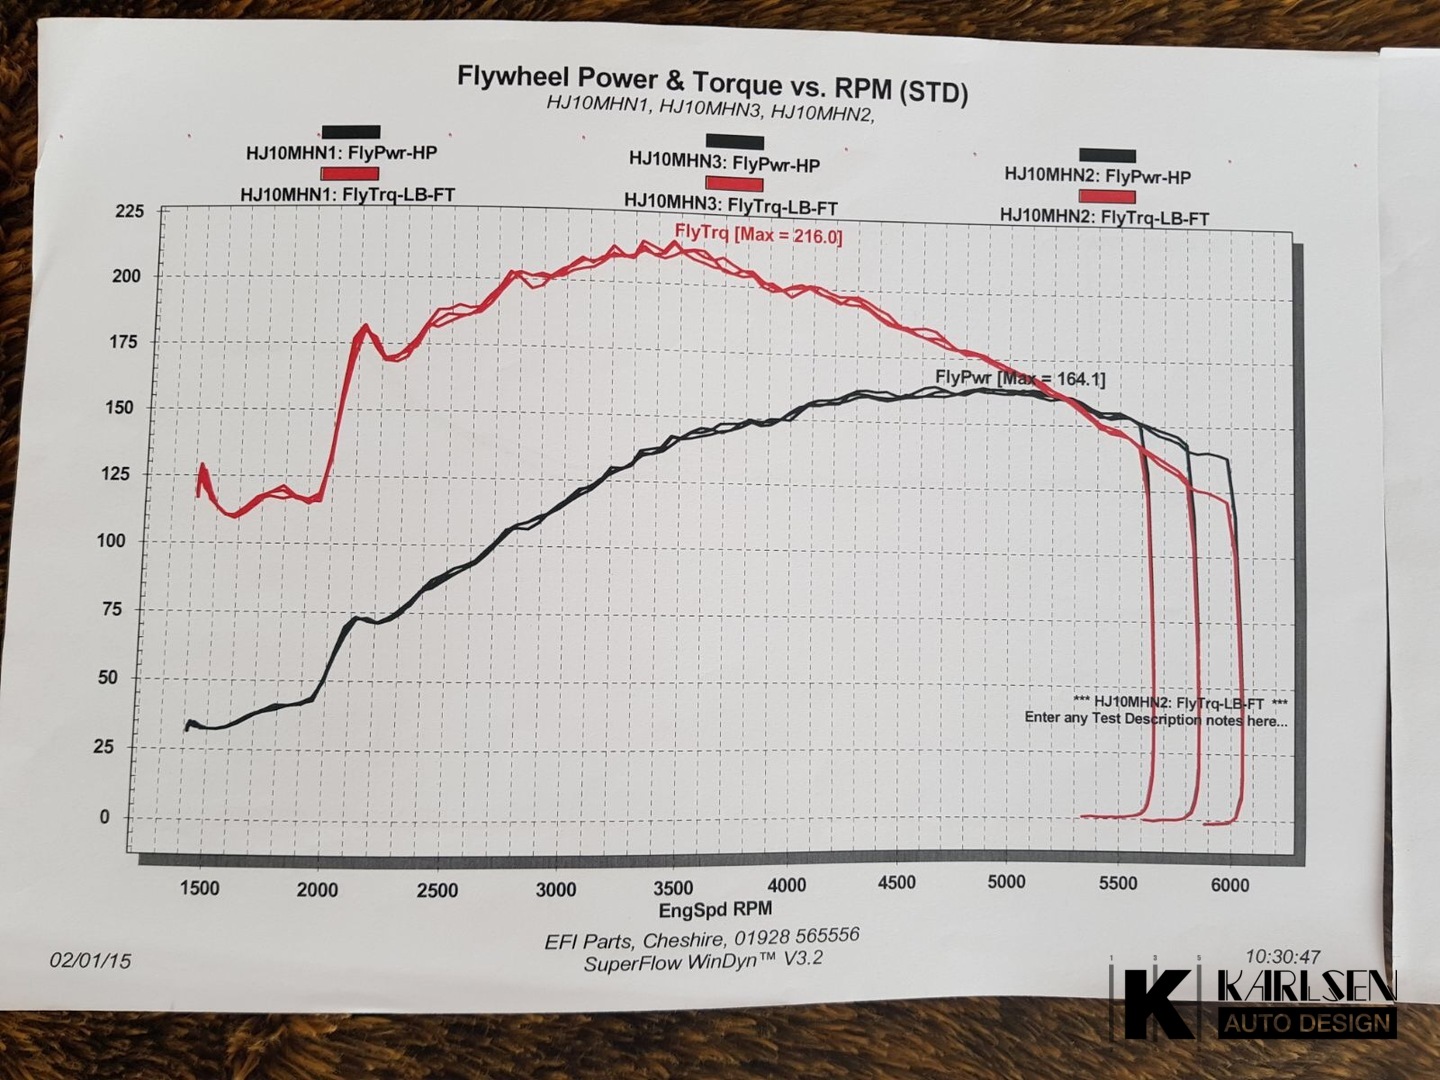 Flywheel Power & Torque vs. RPM (STD)
HJ10MHN1, HJ10MHN3, HJ10MHN2,
HJ10MHN1: FlyPwr-HP
HJ10MHN1: FlyTrq-LB-FT
HJ10MHN3: FlyPwr-HP
HJ10MHN3: FlyTrq-LB-FT
HJ10MHN2: FlyPwr-HP
HJ10MHN2: FlyTrq-LB-FT
225
200
175
150
125
100
75
50
25
0
FlyTrq [Max = 216.0]
FlyPwr [Max = 164.1]
*** HJ10MHN2: FlyTrq-LB-FT ***
Enter any Test Description notes here...
1500 2000 2500 3000 3500 4000 4500 5000 5500 6000
EngSpd RPM
EFI Parts, Cheshire, 01928 565556
SuperFlow WinDyn™ V3.2
02/01/15
10:30:47
1 3 5
K KARLSEN
AUTO DESIGN